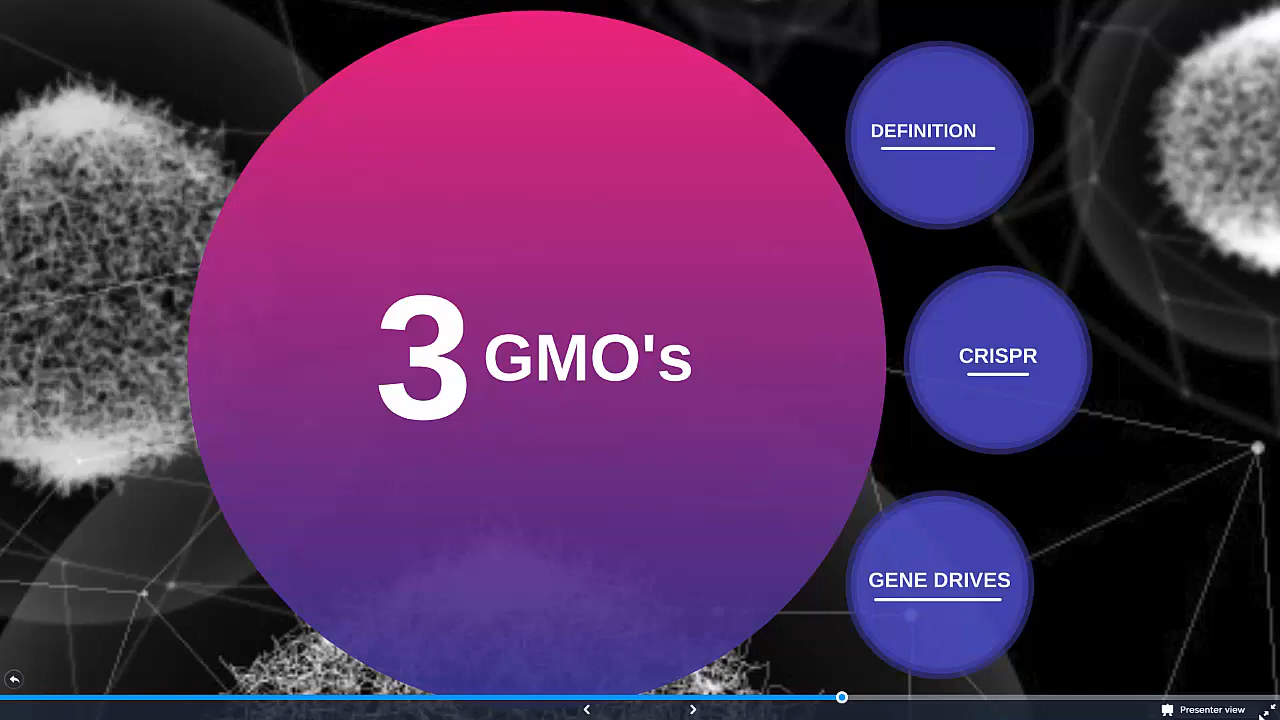 3 GMO's
DEFINITION
CRISPR
GENE DRIVES
Presenter view